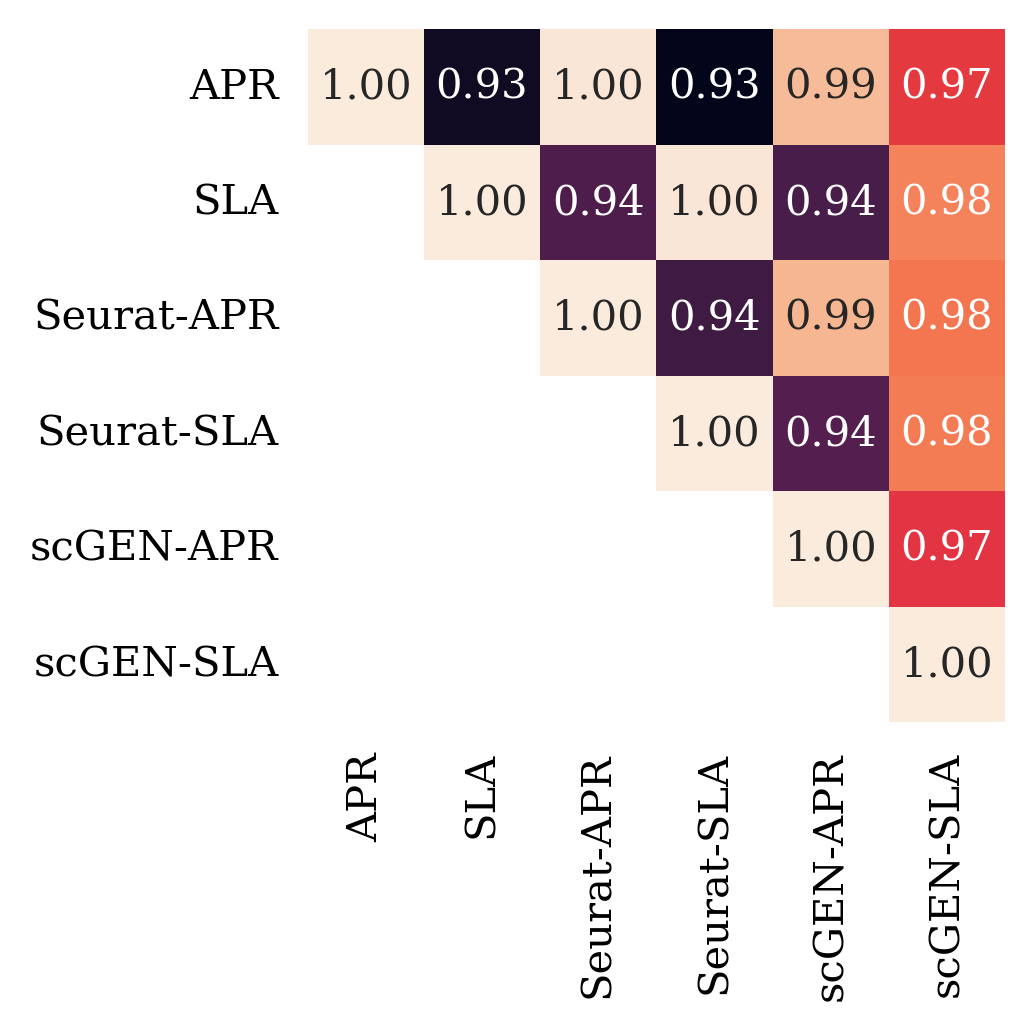 APR 1.00 0.93 1.00 0.93 0.99 0.97
SLA 1.00 0.94 1.00 0.94 0.98
Seurat-APR 1.00 0.94 0.99 0.98
Seurat-SLA 1.00 0.94 0.98
scGEN-APR 1.00 0.97
scGEN-SLA 1.00
APR
SLA
Seurat-APR
Seurat-SLA
scGEN-APR
scGEN-SLA